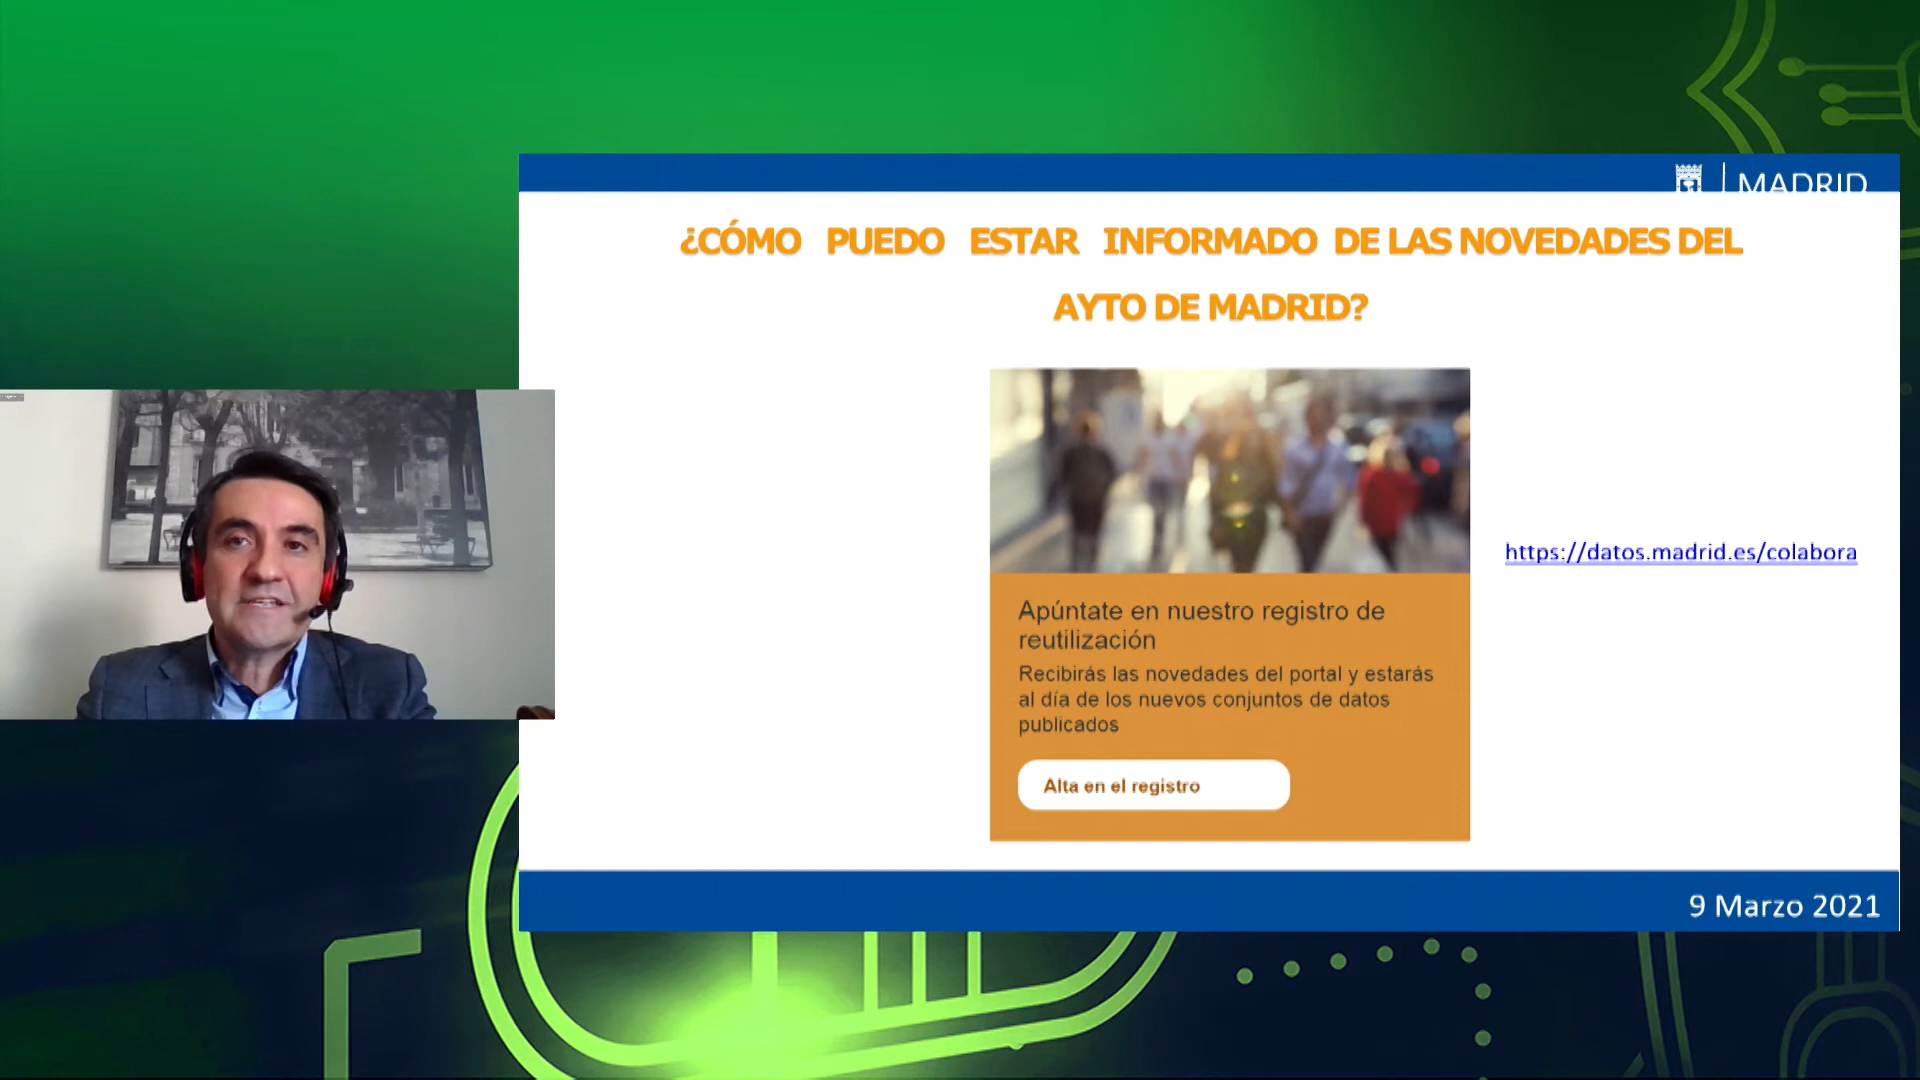 MADRID
¿CÓMO PUEDO ESTAR INFORMADO DE LAS NOVEDADES DEL
AYTO DE MADRID?
https://datos.madrid.es/colabora
Apúntate en nuestro registro de
reutilización
Recibirás las novedades del portal y estarás
al día de los nuevos conjuntos de datos
publicados
Alta en el registro
9 Marzo 2021